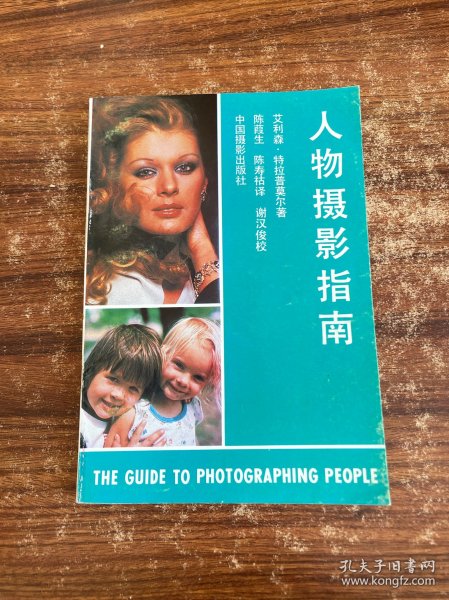 人物摄影指南
艾利森·特拉普莫尔著
陈葭生 陈寿祜译 谢汉俊校
中国摄影出版社
THE GUIDE TO PHOTOGRAPHING PEOPLE
孔夫子旧书网
www.kongfz.com